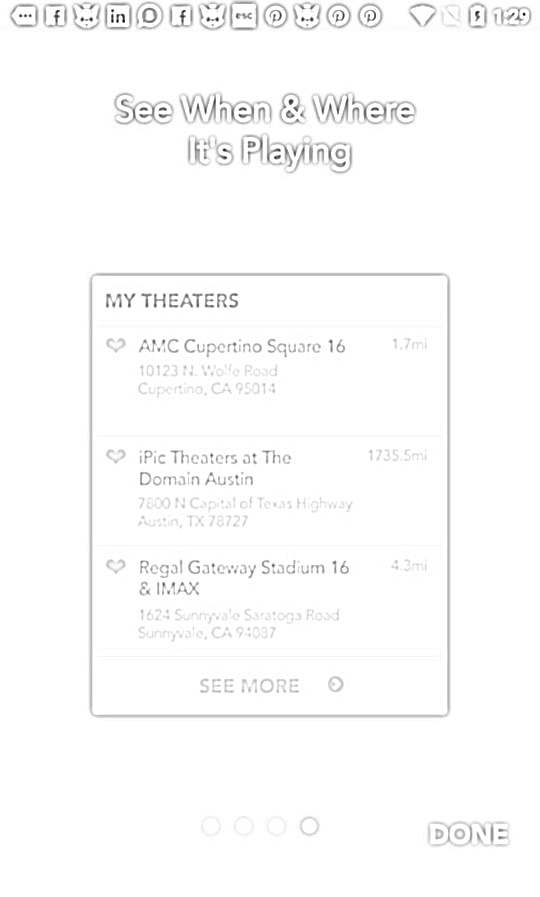 esc
1:29
See When & Where
It's Playing
MY THEATERS
AMC Cupertino Square 16
1.7mi
10123 N. Wolfe Road
Cupertino, CA 95014
iPic Theaters at The
1735.5mi
Domain Austin
7800 N Capital of Texas Highway
Austin, TX 78727
Regal Gateway Stadium 16
4.3mi
& IMAX
1624 Sunnyvale Saratoga Road
Sunnyvale, CA 94087
SEE MORE
DONE